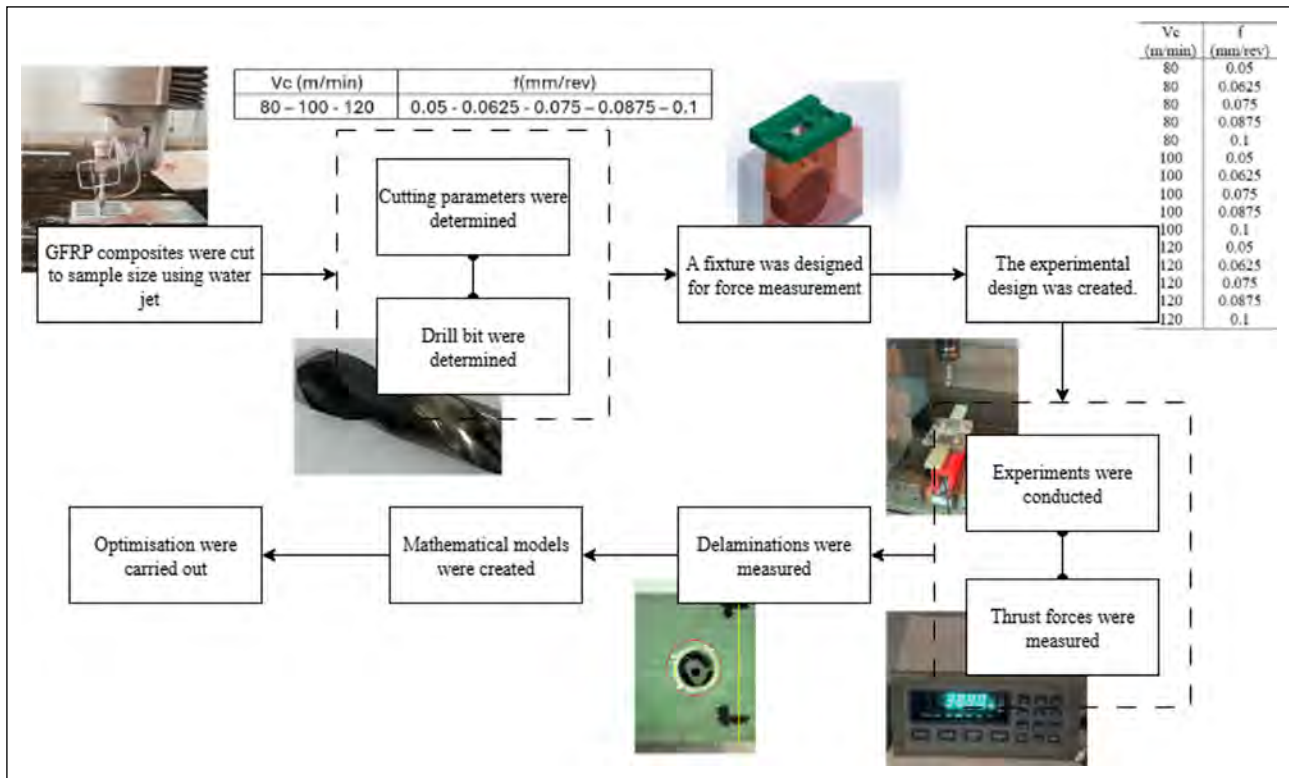 Vc (m/min) f(mm/rev)
80 – 100 - 120 0.05 - 0.0625 - 0.075 – 0.0875 – 0.1
Vc f
(m/min) (mm/rev)
80 0.05
80 0.0625
80 0.075
80 0.0875
80 0.1
100 0.05
100 0.0625
100 0.075
100 0.0875
100 0.1
120 0.05
120 0.0625
120 0.075
120 0.0875
120 0.1
GFRP composites were cut
to sample size using water
jet
Cutting parameters were
determined
Drill bit were
determined
A fixture was designed
for force measurement
The experimental
design was created.
Experiments were
conducted
Thrust forces were
measured
Delaminations were
measured
Mathematical models
were created
Optimisation were
carried out